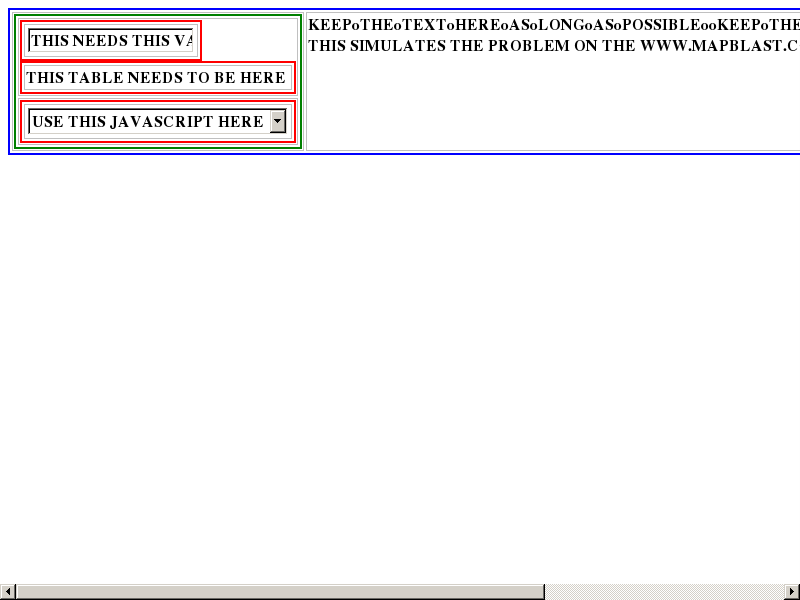 THIS NEEDS THIS VA
THIS TABLE NEEDS TO BE HERE
USE THIS JAVASCRIPT HERE
KEEPoTHEoTEXToHEREoASoLONGoASoPOSSIBLEooKEEPoTHE
THIS SIMULATES THE PROBLEM ON THE WWW.MAPBLAST.C